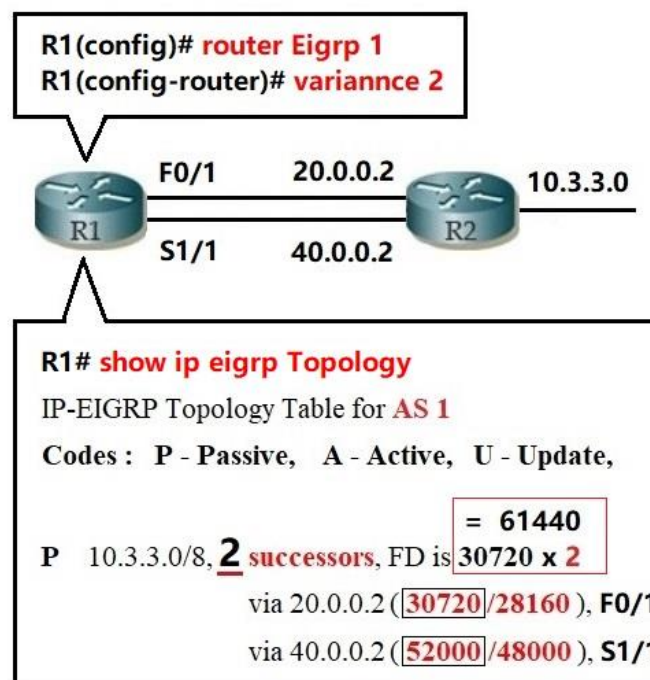 R1(config)# router Eigrp 1
R1(config-router)# variannce 2
F0/1 20.0.0.2 10.3.3.0
R1 R2
S1/1 40.0.0.2
R1# show ip eigrp Topology
IP-EIGRP Topology Table for AS 1
Codes : P - Passive, A - Active, U - Update,
= 61440
P 10.3.3.0/8, 2 successors, FD is 30720 x 2
via 20.0.0.2 ( 30720/28160 ), F0/1
via 40.0.0.2 ( 52000/48000 ), S1/1